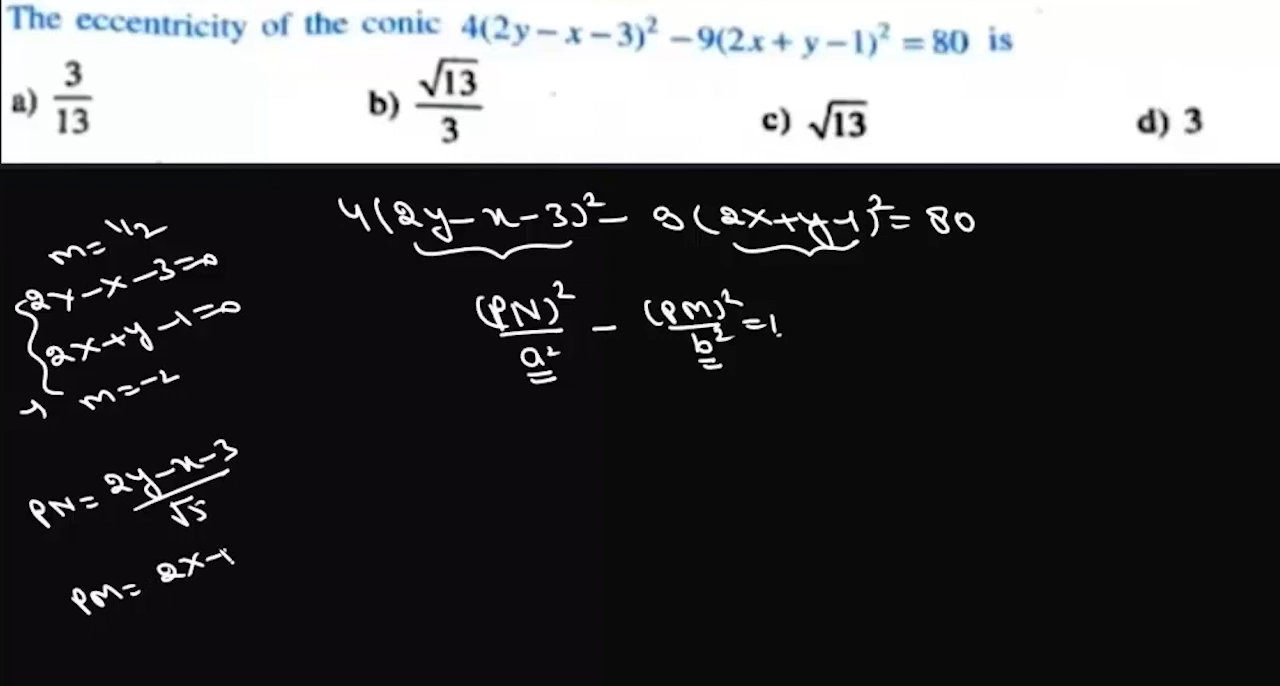 The eccentricity of the conic 4(2y-x-3)² -9(2x+y-1)² = 80 is
a) 3/13 b) √13/3 c) √13 d) 3
4(2y-x-3)² - 9(2x+y-1)² = 80
(PN)²/a² - (PM)²/b² = 1
m=1/2
2y-x-3=0
2x+y-1=0
m=-2
PN= 2y-x-3/√5
PM= 2x-1